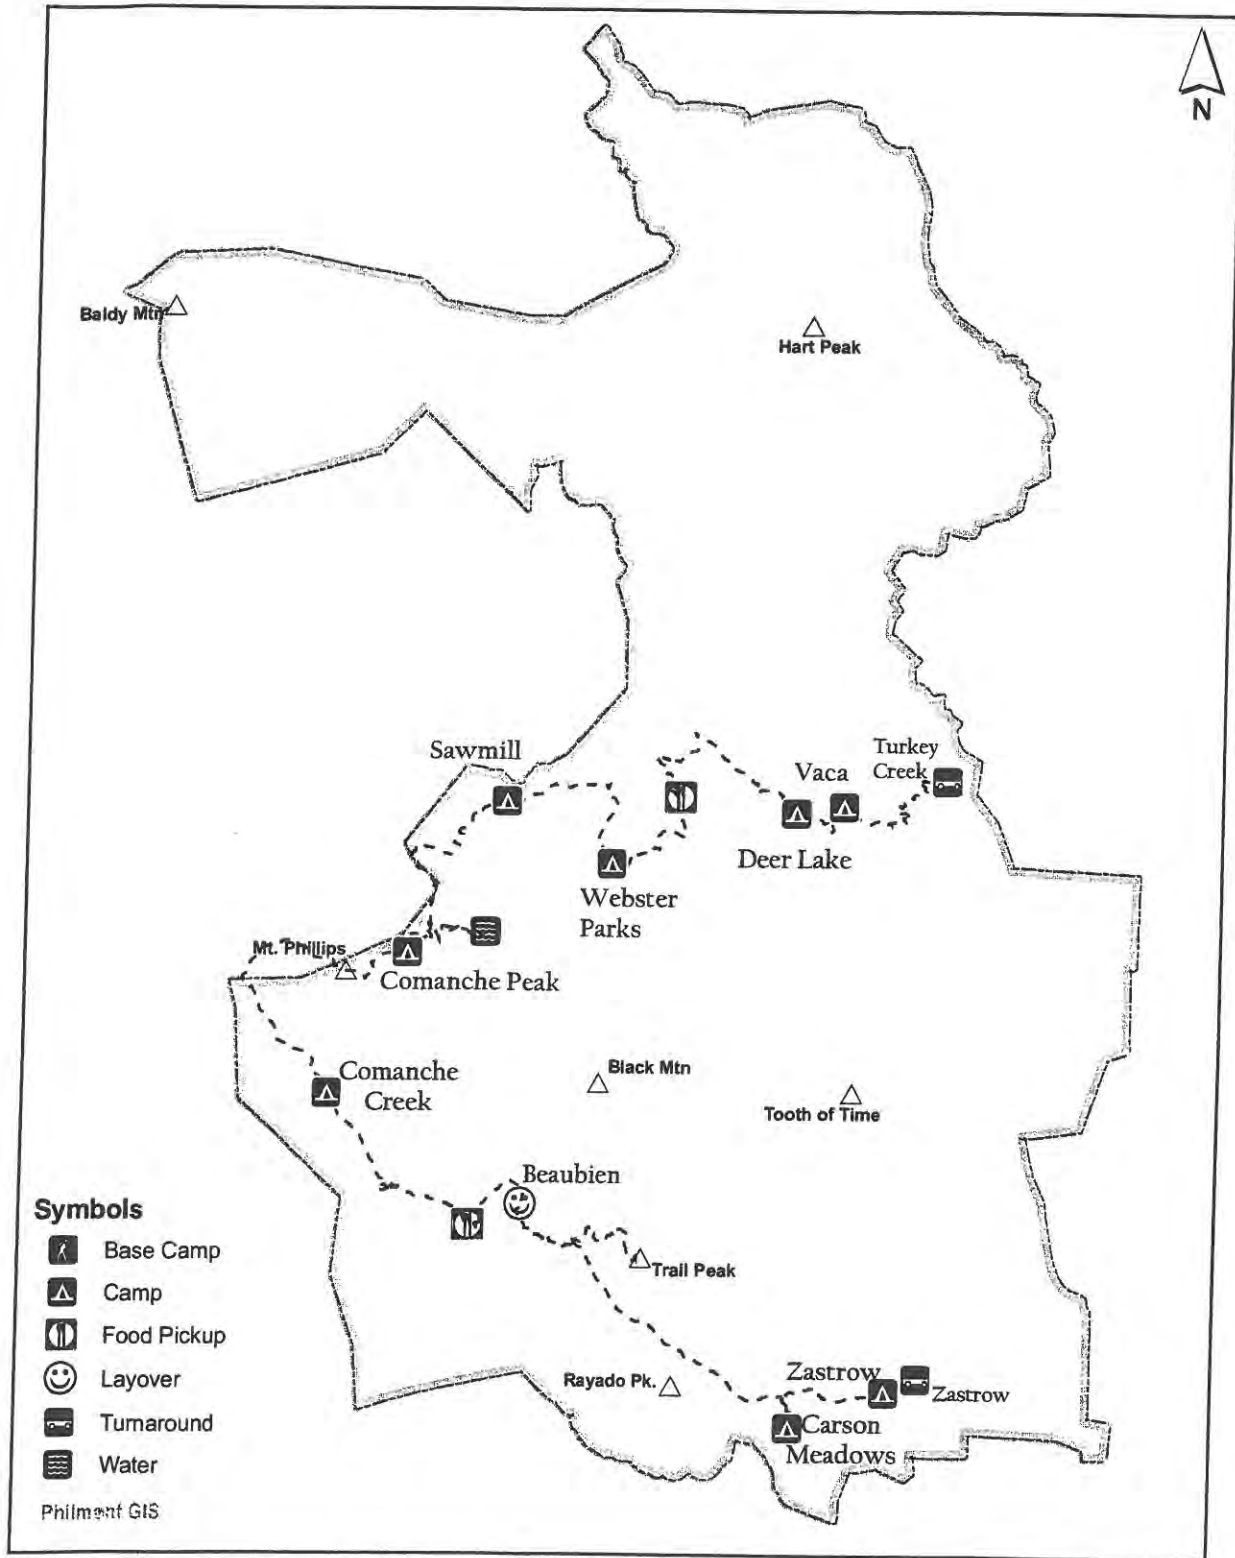 N
Baldy Mtn
Hart Peak
Sawmill
Turkey
Creek
Vaca
Deer Lake
Webster
Parks
Mt. Phillips
Comanche Peak
Comanche
Creek
Black Mtn
Tooth of Time
Beaubien
Trail Peak
Rayado Pk.
Zastrow
Zastrow
Carson
Meadows
Symbols
Base Camp
Camp
Food Pickup
Layover
Turnaround
Water
Philmont GIS